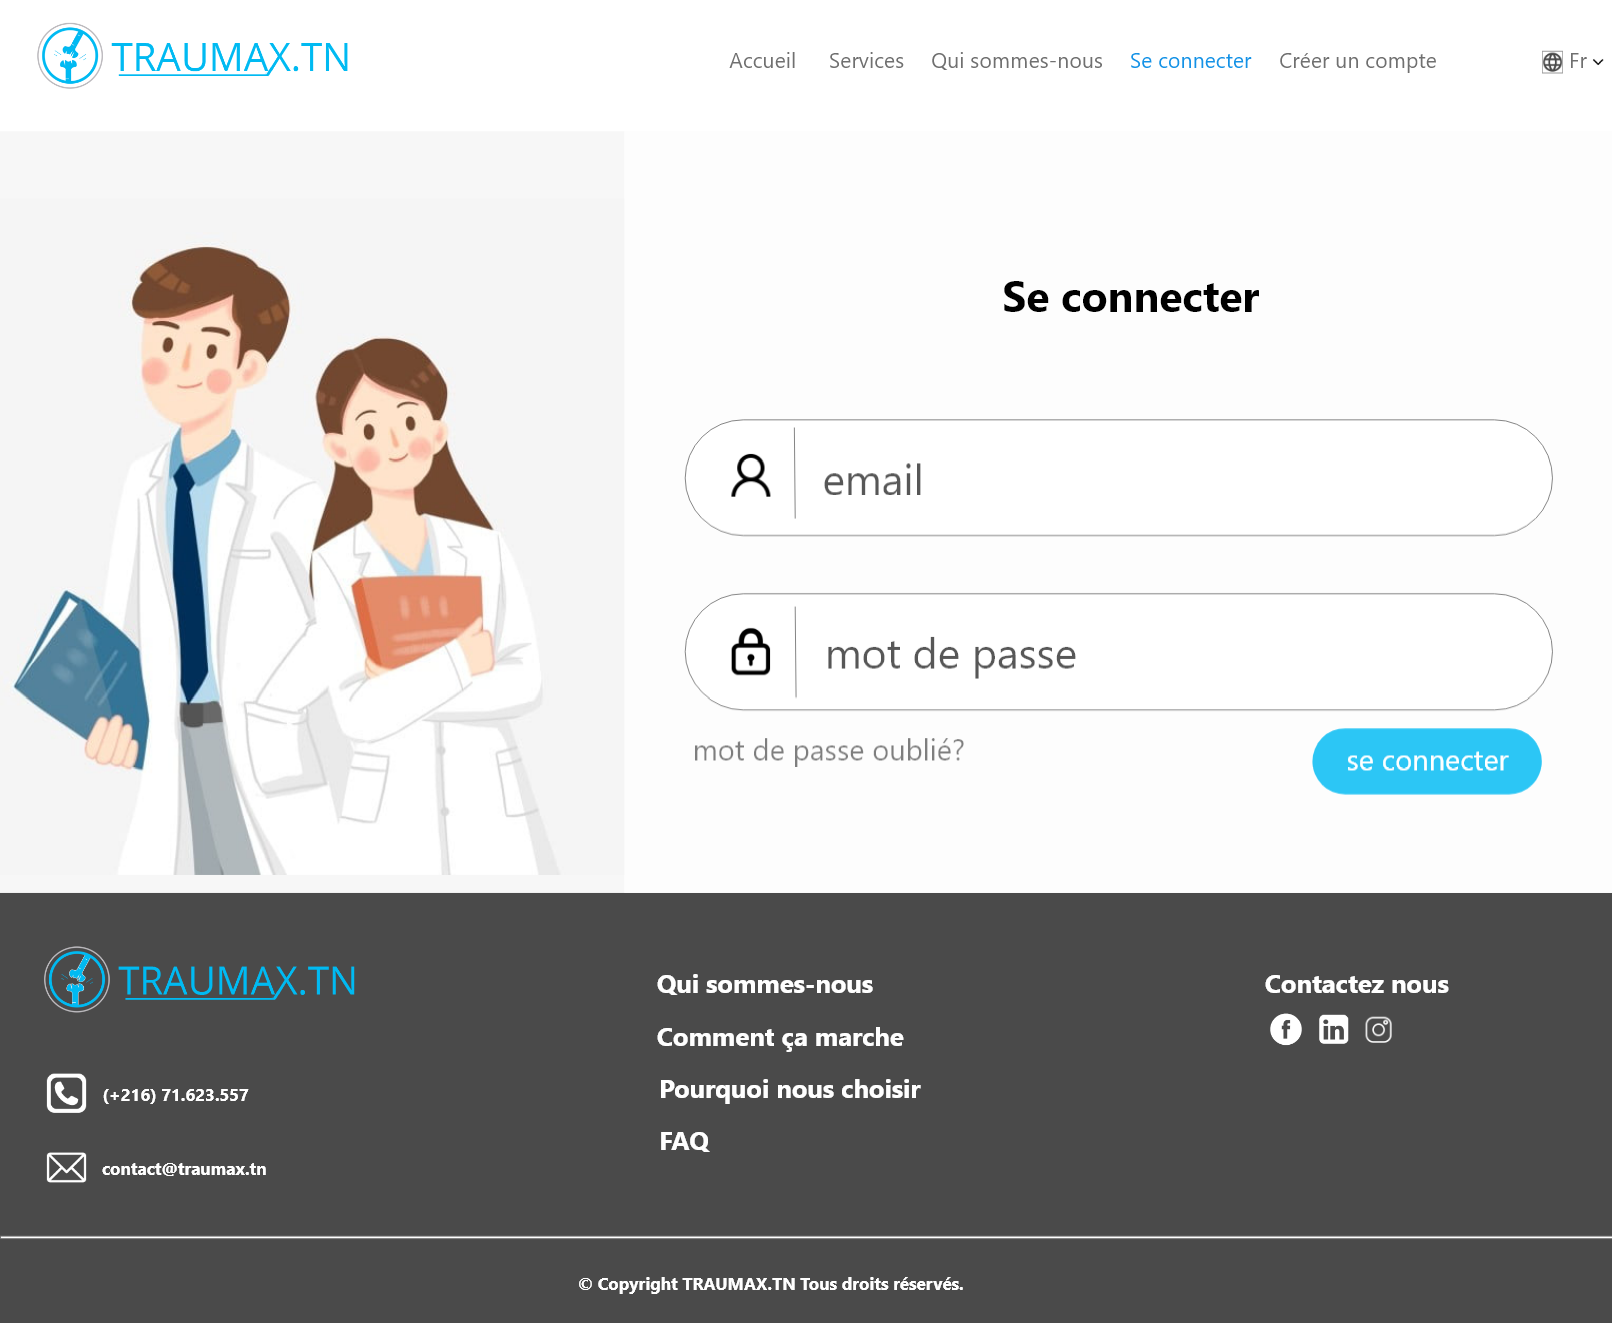 TRAUMAX.TN
Accueil Services Qui sommes-nous Se connecter Créer un compte Fr
Se connecter
email
mot de passe
mot de passe oublié?
se connecter
TRAUMAX.TN
(+216) 71.623.557
contact@traumax.tn
Qui sommes-nous
Comment ça marche
Pourquoi nous choisir
FAQ
Contactez nous
© Copyright TRAUMAX.TN Tous droits réservés.